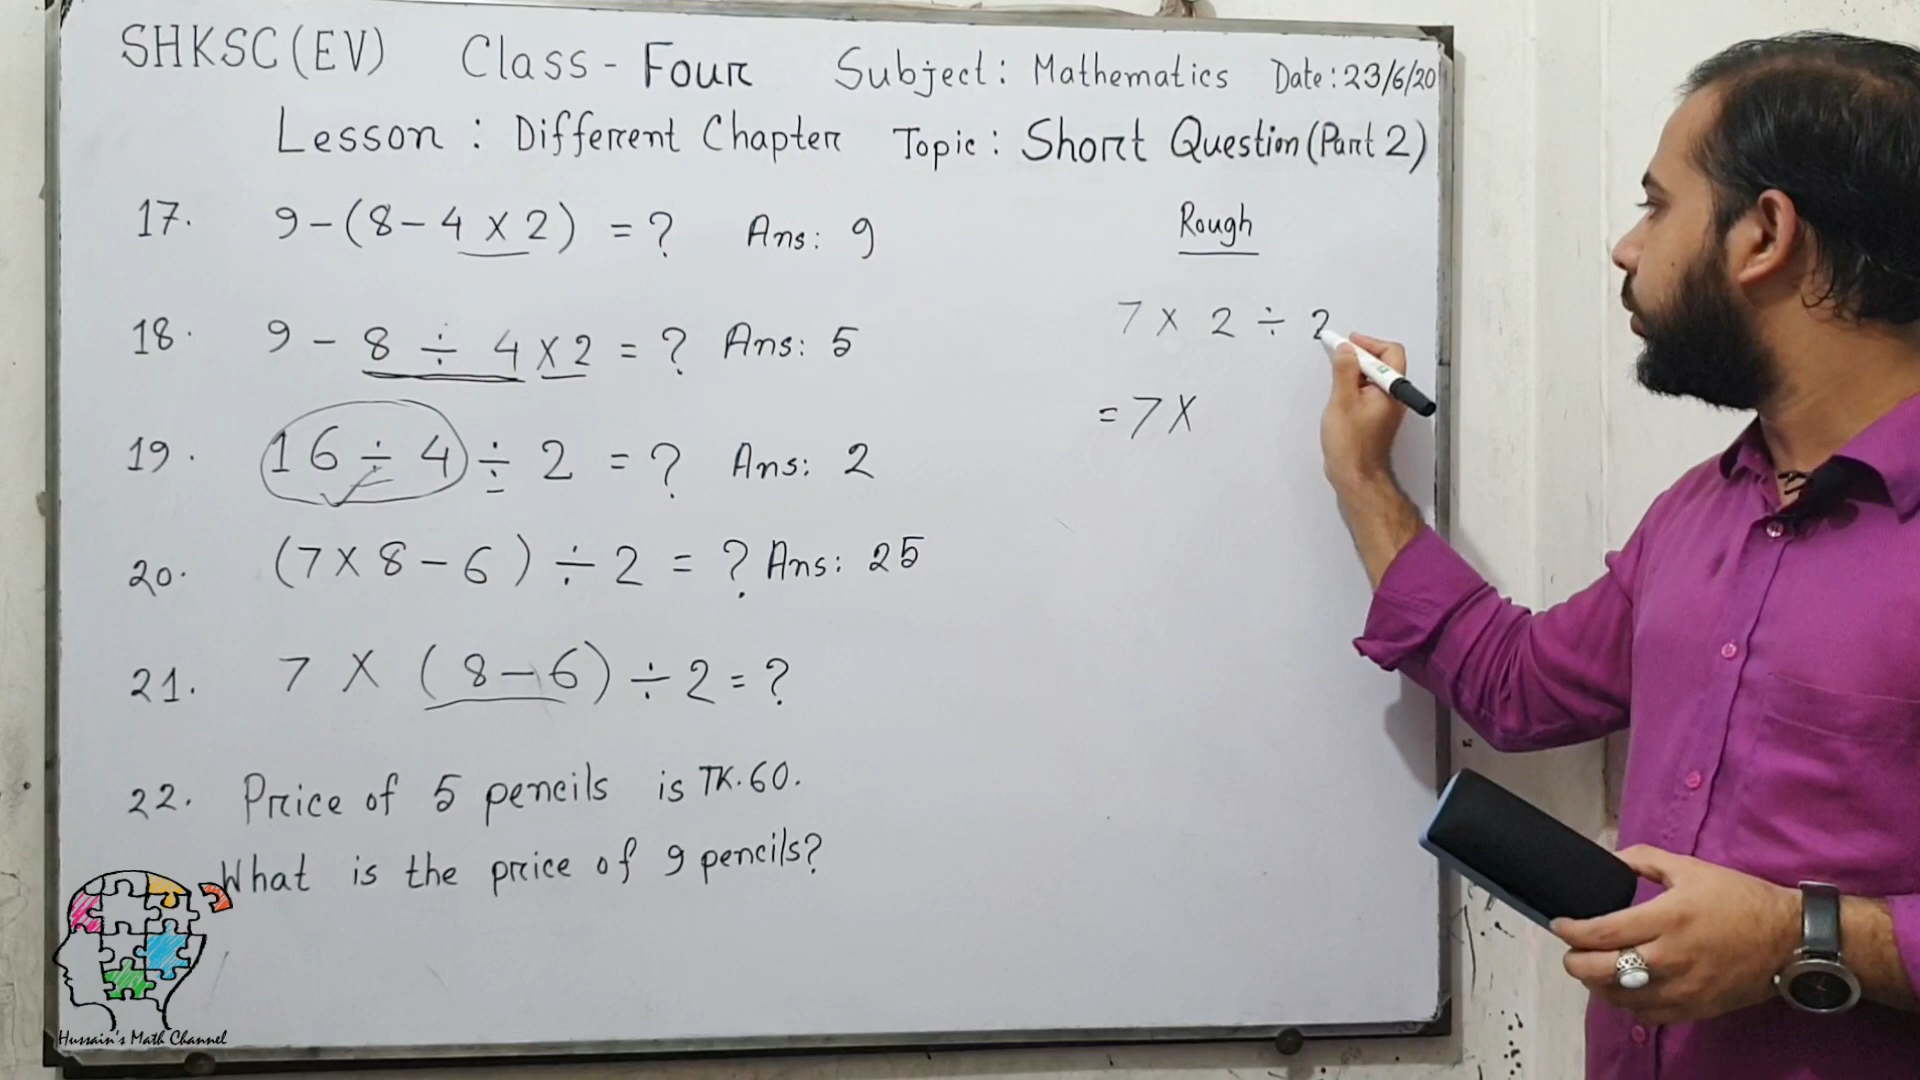 SHKSC(EV) Class - Four Subject: Mathematics Date: 23/6/20
Lesson: Different Chapter Topic: Short Question (Part 2)
17. 9-(8-4×2) = ? Ans: 9
18. 9-8÷4×2 = ? Ans: 5
19. 16÷4÷2 = ? Ans: 2
20. (7×8-6)÷2 = ? Ans: 25
21. 7×(8-6)÷2 = ?
22. Price of 5 pencils is TK.60.
What is the price of 9 pencils?
Rough
7×2÷2
=7×
Hussain's Math Channel